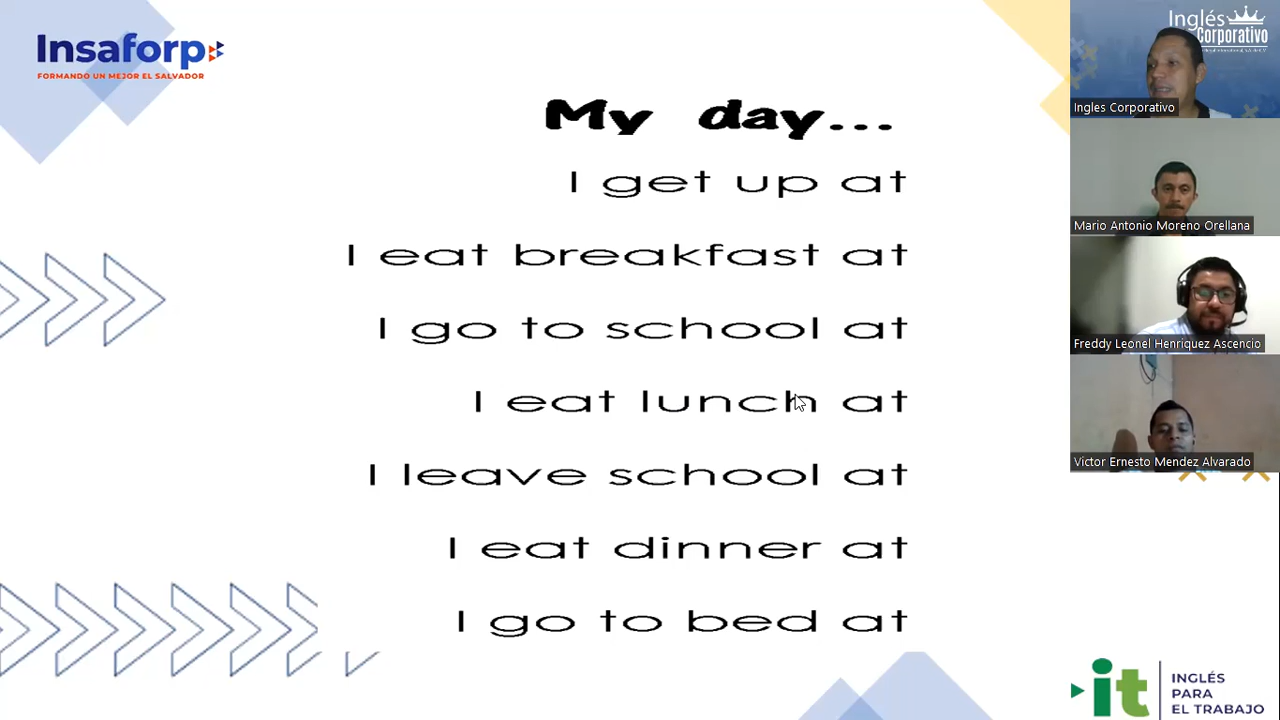 Insaforp
FORMANDO UN MEJOR EL SALVADOR
My day...
I get up at
I eat breakfast at
I go to school at
I eat lunch at
I leave school at
I eat dinner at
I go to bed at
Inglés
Corporativo
Ingles Corporativo
Mario Antonio Moreno Orellana
Freddy Leonel Henriquez Ascencio
Victor Ernesto Mendez Alvarado
it
INGLÉS
PARA
EL TRABAJO